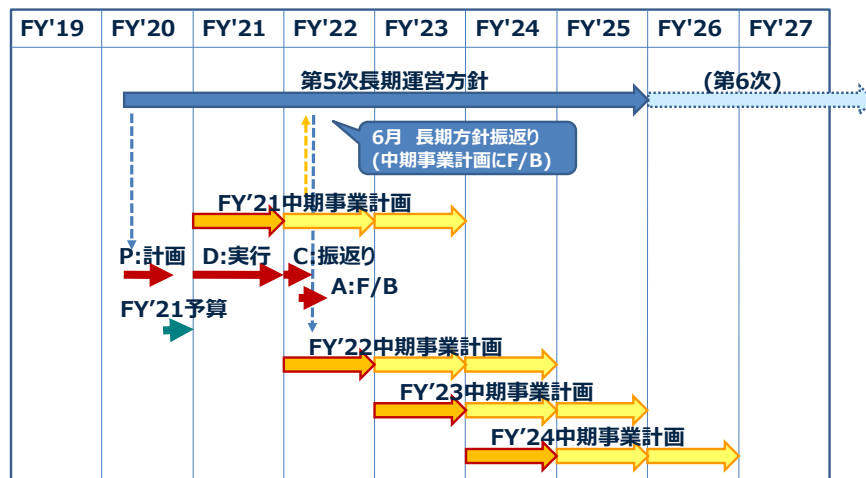 FY'19 FY'20 FY'21 FY'22 FY'23 FY'24 FY'25 FY'26 FY'27
第5次長期運営方針 (第6次)
6月 長期方針振返り
(中期事業計画にF/B)
FY’21中期事業計画
P:計画 D:実行 C:振返り
A:F/B
FY’21予算
FY’22中期事業計画
FY’23中期事業計画
FY’24中期事業計画